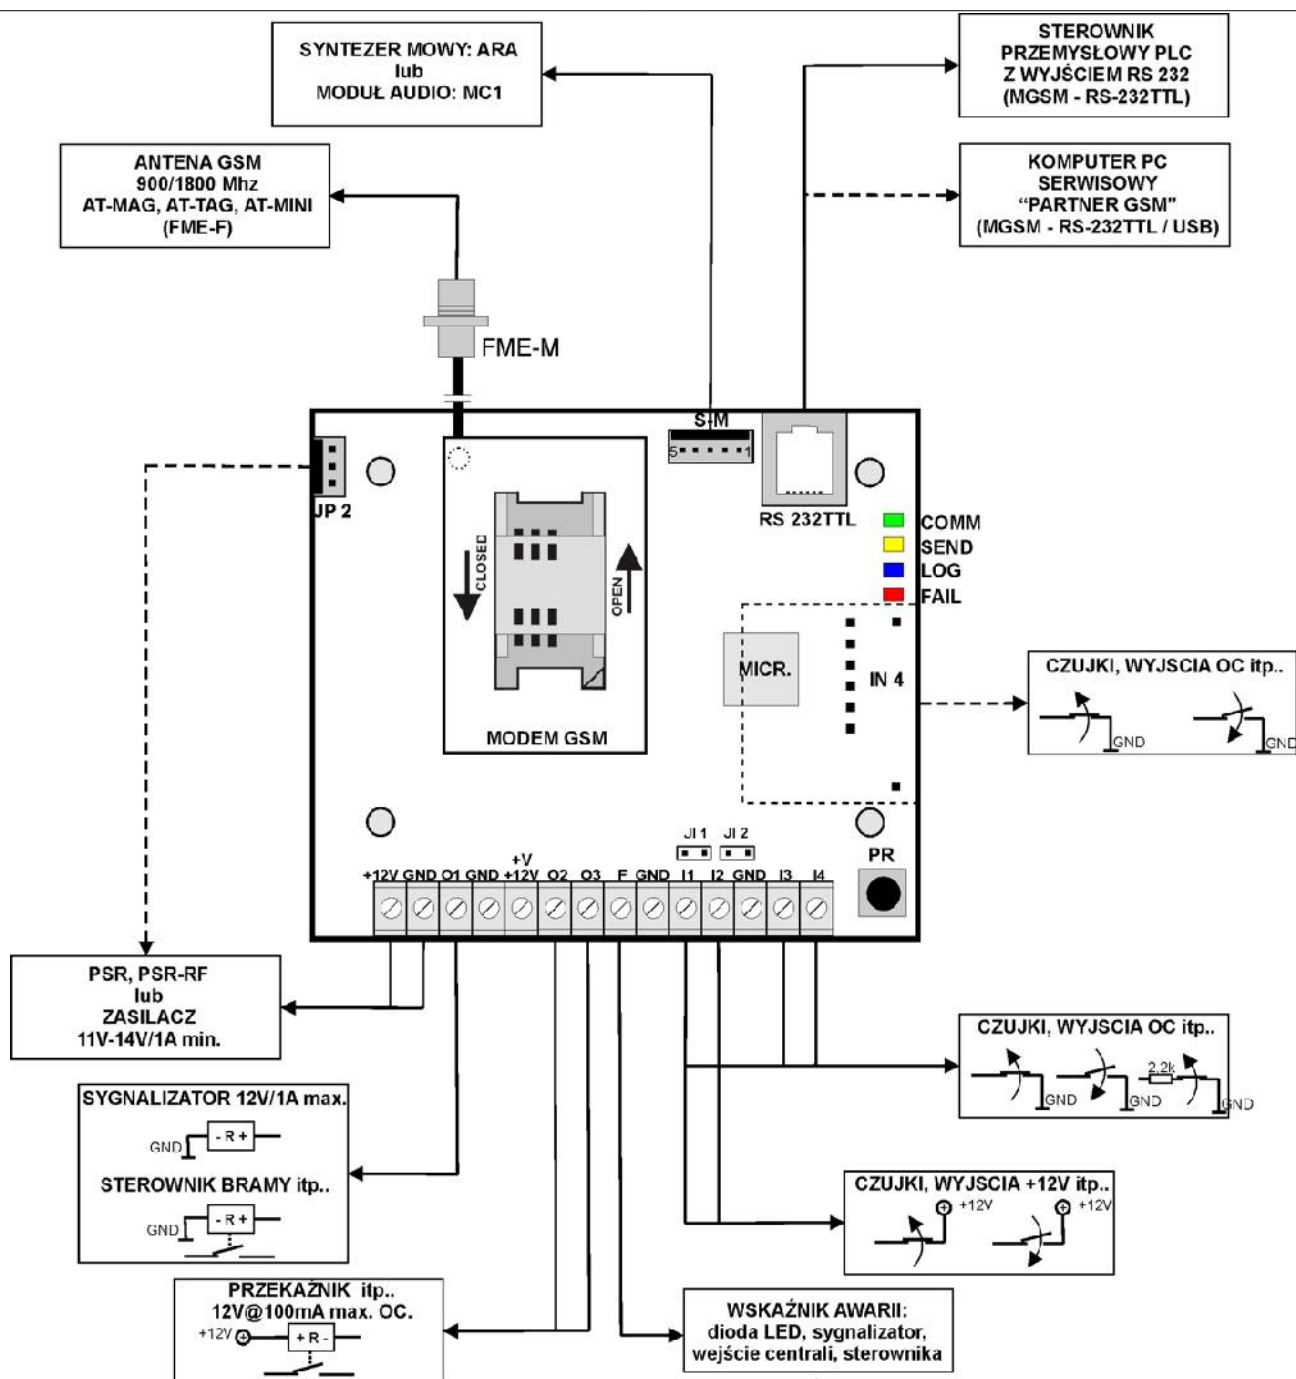 SYNTEZER MOWY: ARA
lub
MODUŁ AUDIO: MC1
STEROWNIK
PRZEMYSŁOWY PLC
Z WYJŚCIEM RS 232
(MGSM - RS-232TTL)
ANTENA GSM
900/1800 Mhz
AT-MAG, AT-TAG, AT-MINI
(FME-F)
KOMPUTER PC
SERWISOWY
“PARTNER GSM”
(MGSM - RS-232TTL / USB)
FME-M
S-M
5 1
JP 2
RS 232TTL
COMM
SEND
LOG
FAIL
CLOSED
OPEN
MICR.
IN 4
MODEM GSM
CZUJKI, WYJSCIA OC itp..
GND GND
JI 1 JI 2
PR
+V
+12V GND O1 GND +12V O2 O3 F GND I1 I2 GND I3 I4
PSR, PSR-RF
lub
ZASILACZ
11V-14V/1A min.
CZUJKI, WYJSCIA OC itp..
2,2k
GND GND GND
SYGNALIZATOR 12V/1A max.
- R +
GND
STEROWNIK BRAMY itp..
- R +
GND
CZUJKI, WYJSCIA +12V itp..
+12V +12V
PRZEKAŹNIK itp..
12V@100mA max. OC.
+12V + R -
WSKAŹNIK AWARII:
dioda LED, sygnalizator,
wejście centrali, sterownika